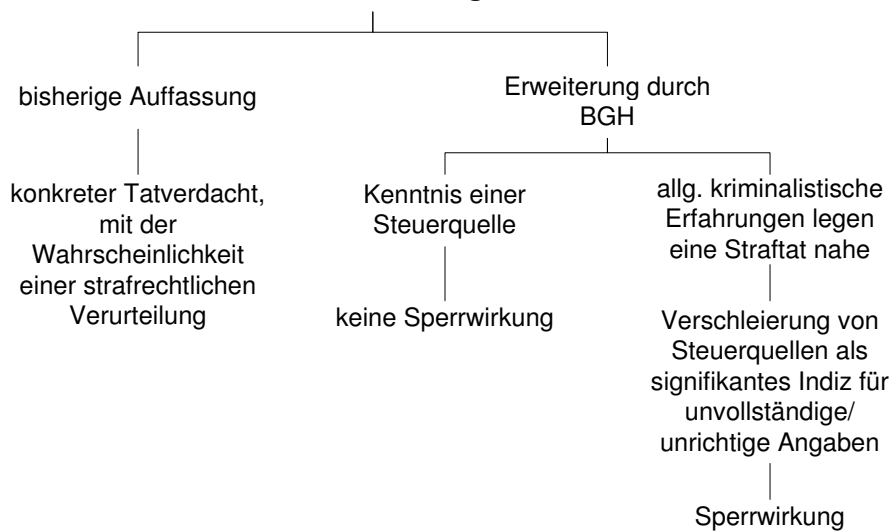 bisherige Auffassung
Erweiterung durch
BGH
konkreter Tatverdacht,
mit der
Wahrscheinlichkeit
einer strafrechtlichen
Verurteilung
Kenntnis einer
Steuerquelle
keine Sperrwirkung
allg. kriminalistische
Erfahrungen legen
eine Straftat nahe
Verschleierung von
Steuerquellen als
signifikantes Indiz für
unvollständige/
unrichtige Angaben
Sperrwirkung